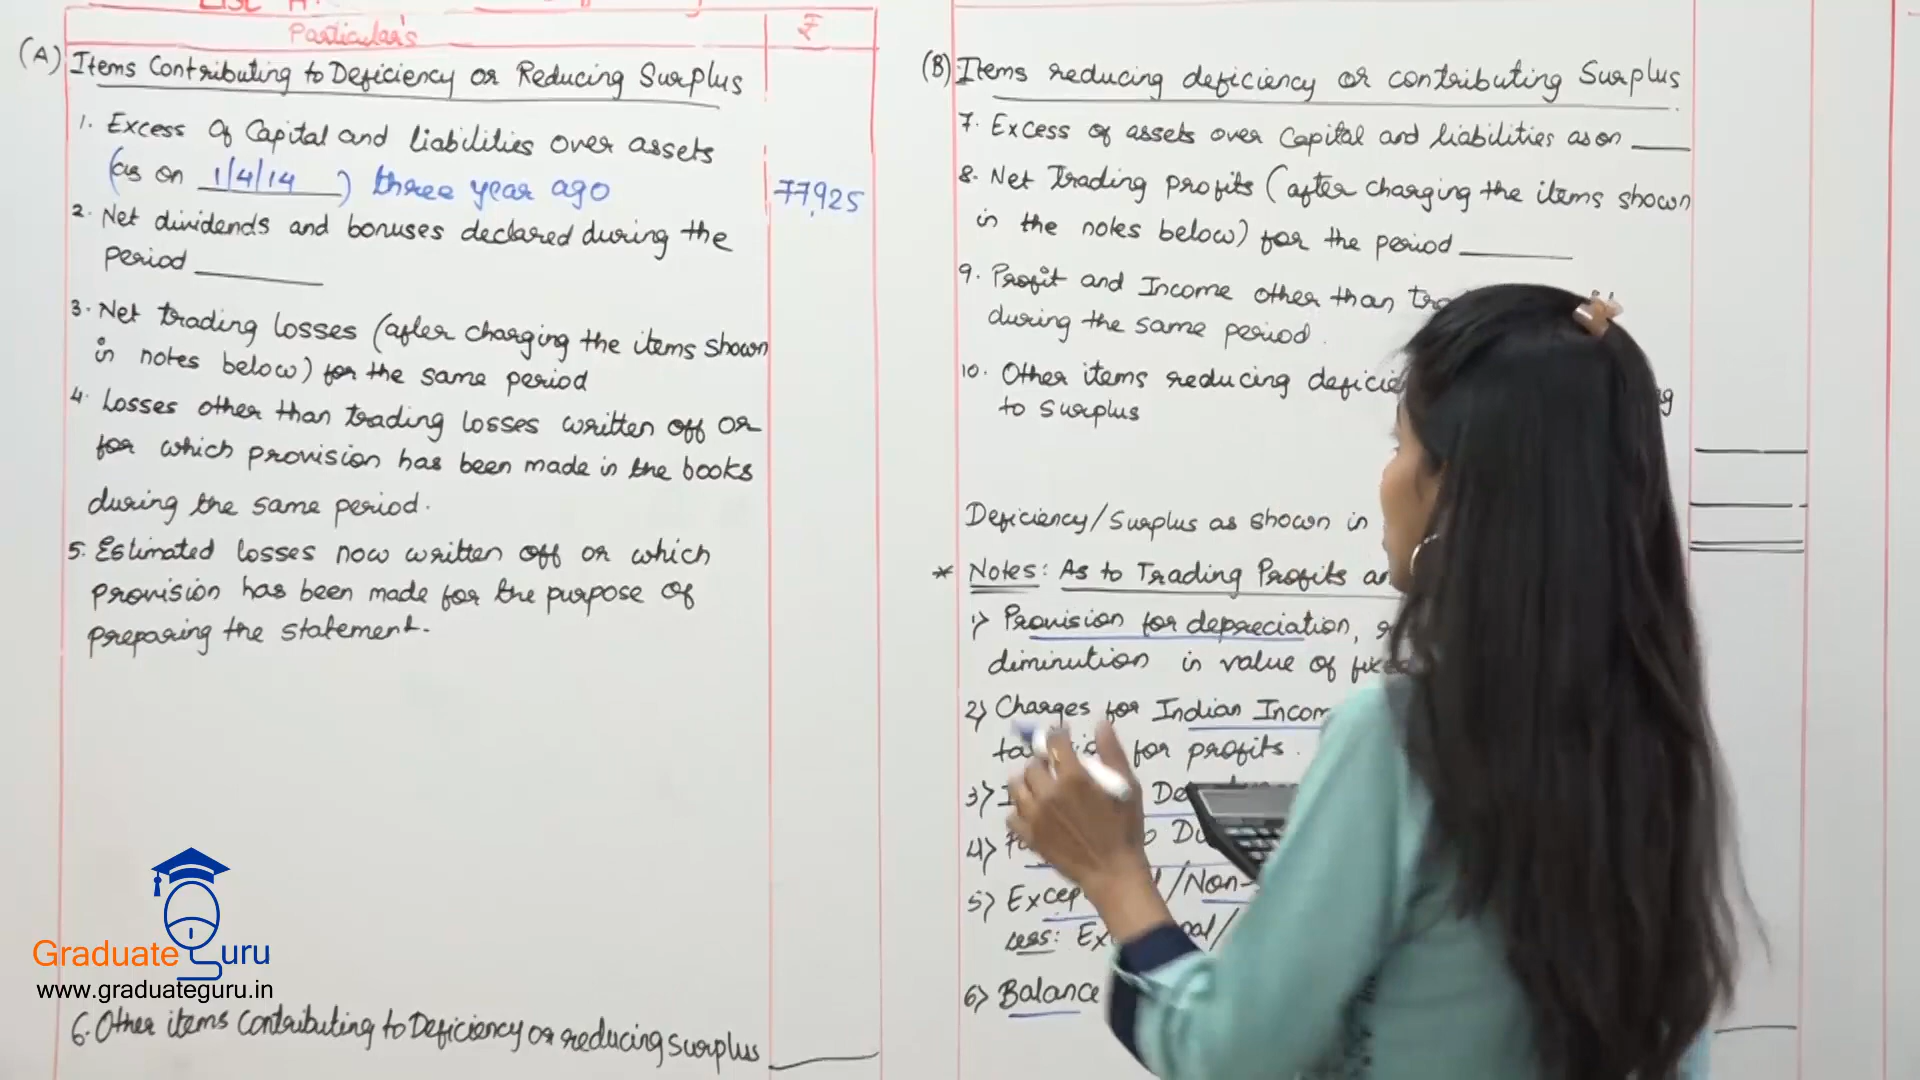 Particular's
₹
(A) Items Contributing to Deficiency or Reducing Surplus
1. Excess Of Capital and liabilities over assets
(as on 1/4/14) three year ago
77,925
2. Net dividends and bonuses declared during the
period
3. Net trading losses (after charging the items shown
in notes below) for the same period
4. Losses other than trading losses written off or
for which provision has been made in the books
during the same period.
5. Estimated losses now written off or which
provision has been made for the purpose of
preparing the statement.
6. Other items Contributing to Deficiency or reducing surplus
(B) Items reducing deficiency or contributing Surplus
7. Excess of assets over Capital and liabilities as on
8. Net Trading profits (after charging the items shown
in the notes below) for the period
9. Profit and Income other than
during the same period.
10. Other items reducing
to surplus
Deficiency/Surplus as shown in
* Notes: As to Trading Profits
1) Provision for depreciation,
diminution in value of
2) Charges for Indian
for profits.
3)
4)
5)
Less:
6) Balance
GraduateGuru
www.graduateguru.in